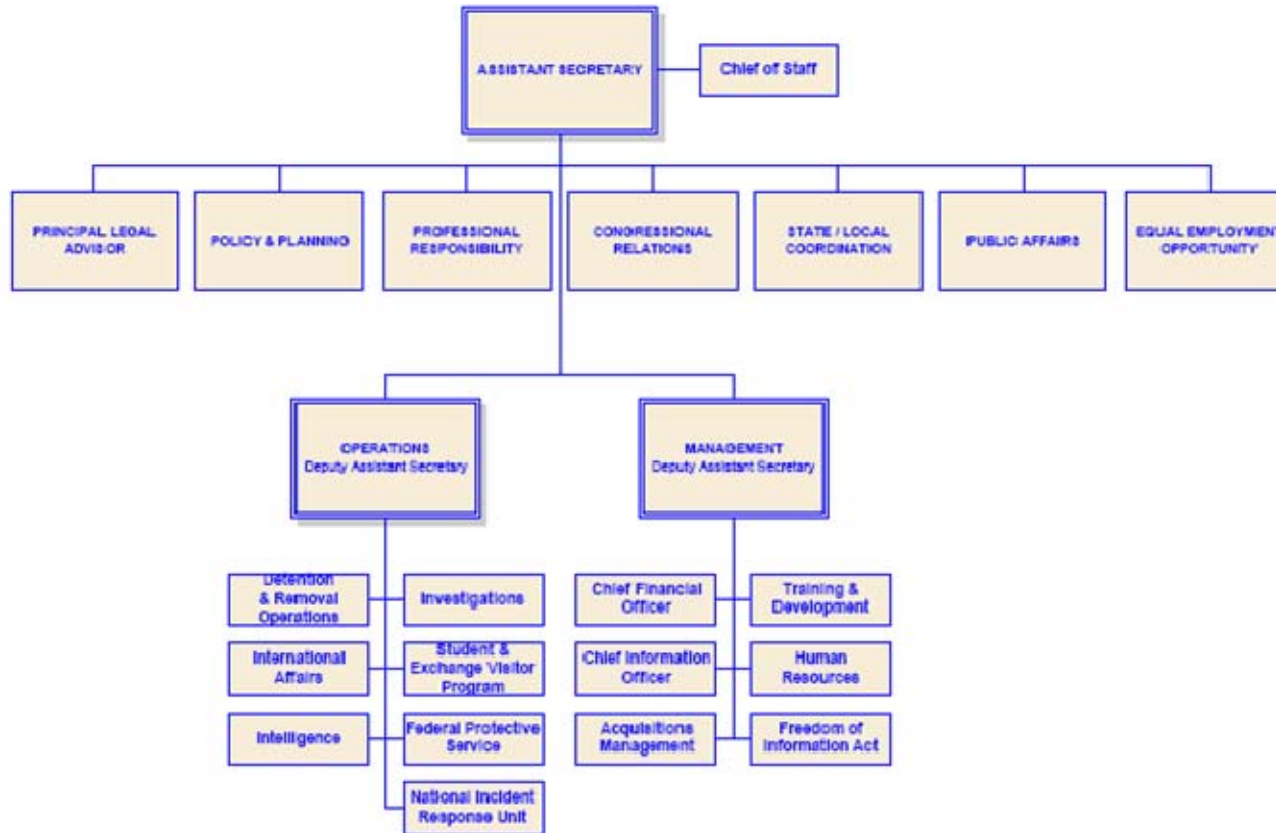 ASSISTANT SECRETARY
Chief of Staff
PRINCIPAL LEGAL
ADVISOR
POLICY & PLANNING
PROFESSIONAL
RESPONSIBILITY
CONGRESSIONAL
RELATIONS
STATE / LOCAL
COORDINATION
PUBLIC AFFAIRS
EQUAL EMPLOYMENT
OPPORTUNITY
OPERATIONS
Deputy Assistant Secretary
MANAGEMENT
Deputy Assistant Secretary
Detention
& Removal
Operations
Investigations
International
Affairs
Student &
Exchange Visitor
Program
Intelligence
Federal Protective
Service
National Incident
Response Unit
Chief Financial
Officer
Training &
Development
Chief Information
Officer
Human
Resources
Acquisitions
Management
Freedom of
Information Act